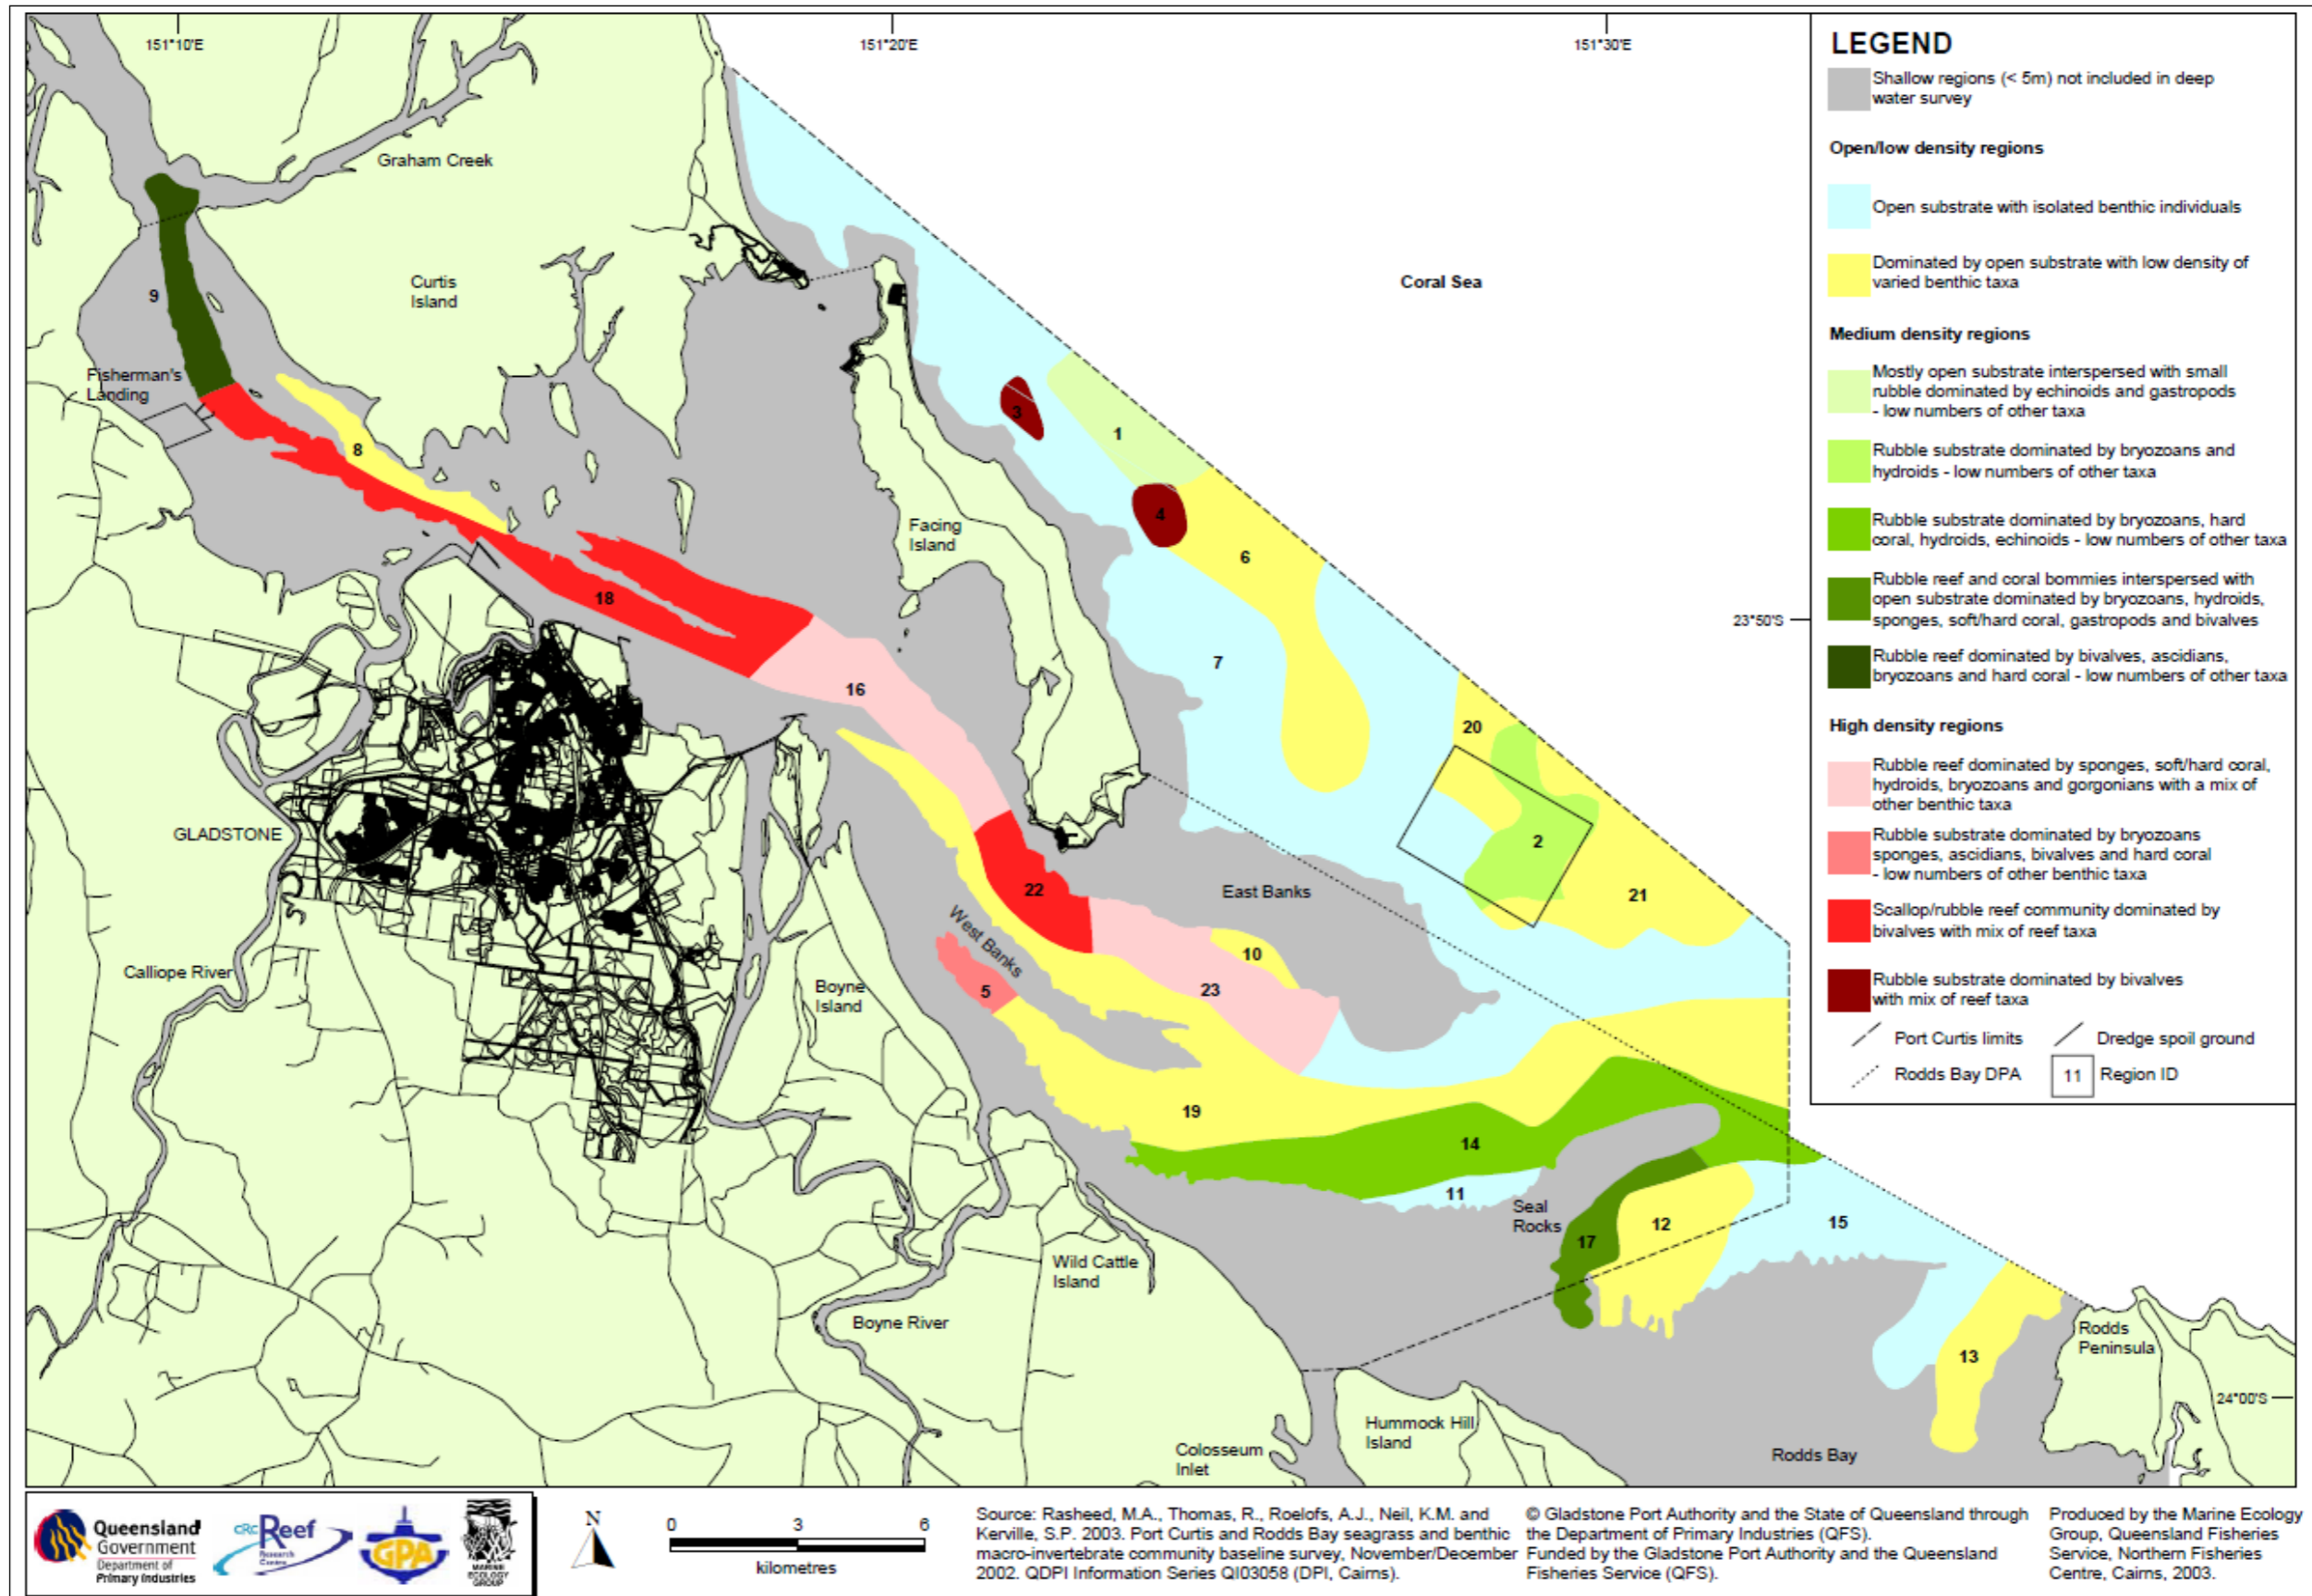 151°10'E
151°20'E
151°30'E
Graham Creek
Curtis
Island
Coral Sea
9
Fisherman's
Landing
8
3
1
4
Facing
Island
6
18
23°50'S
7
16
20
GLADSTONE
2
22
East Banks
21
West Banks
10
Calliope River
5
23
Boyne
Island
19
14
11
Seal
Rocks
12
15
17
Wild Cattle
Island
Boyne River
Rodds
Peninsula
13
24°00'S
Hummock Hill
Island
Colosseum
Inlet
Rodds Bay
LEGEND
Shallow regions (< 5m) not included in deep
water survey
Open/low density regions
Open substrate with isolated benthic individuals
Dominated by open substrate with low density of
varied benthic taxa
Medium density regions
Mostly open substrate interspersed with small
rubble dominated by echinoids and gastropods
- low numbers of other taxa
Rubble substrate dominated by bryozoans and
hydroids - low numbers of other taxa
Rubble substrate dominated by bryozoans, hard
coral, hydroids, echinoids - low numbers of other taxa
Rubble reef and coral bommies interspersed with
open substrate dominated by bryozoans, hydroids,
sponges, soft/hard coral, gastropods and bivalves
Rubble reef dominated by bivalves, ascidians,
bryozoans and hard coral - low numbers of other taxa
High density regions
Rubble reef dominated by sponges, soft/hard coral,
hydroids, bryozoans and gorgonians with a mix of
other benthic taxa
Rubble substrate dominated by bryozoans
sponges, ascidians, bivalves and hard coral
- low numbers of other benthic taxa
Scallop/rubble reef community dominated by
bivalves with mix of reef taxa
Rubble substrate dominated by bivalves
with mix of reef taxa
Port Curtis limits
Dredge spoil ground
Rodds Bay DPA
11 Region ID
Queensland
Government
Department of
Primary Industries
CRC Reef
Research
Centre
GPA
MARINE
ECOLOGY
GROUP
N
0 3 6
kilometres
Source: Rasheed, M.A., Thomas, R., Roelofs, A.J., Neil, K.M. and
Kerville, S.P. 2003. Port Curtis and Rodds Bay seagrass and benthic
macro-invertebrate community baseline survey, November/December
2002. QDPI Information Series QI03058 (DPI, Cairns).
© Gladstone Port Authority and the State of Queensland through
the Department of Primary Industries (QFS).
Funded by the Gladstone Port Authority and the Queensland
Fisheries Service (QFS).
Produced by the Marine Ecology
Group, Queensland Fisheries
Service, Northern Fisheries
Centre, Cairns, 2003.